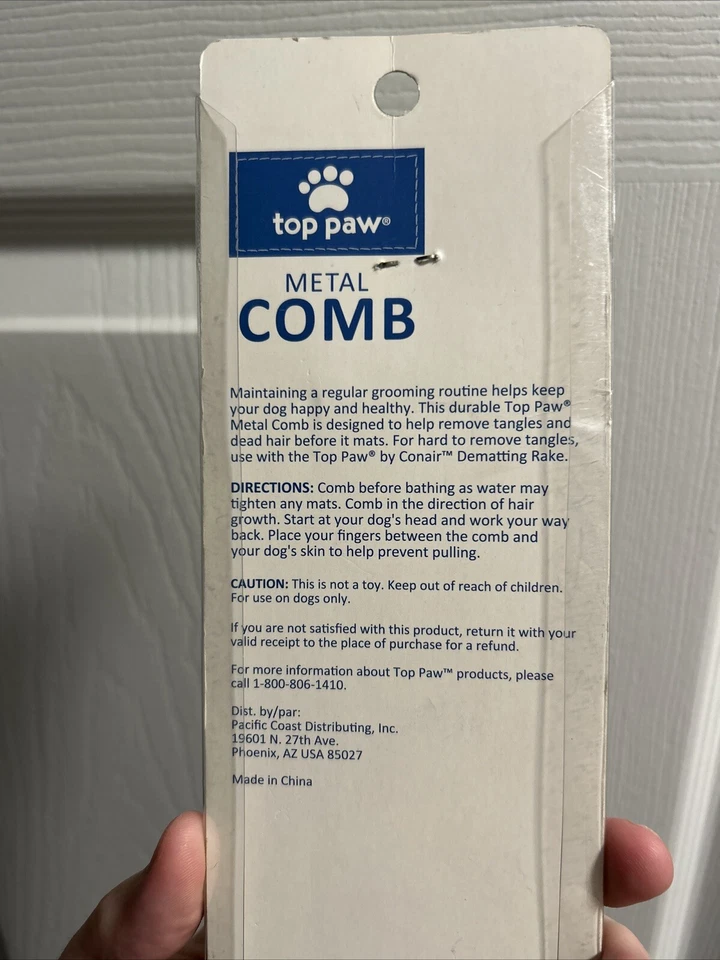 top paw®
METAL
COMB
Maintaining a regular grooming routine helps keep
your dog happy and healthy. This durable Top Paw®
Metal Comb is designed to help remove tangles and
dead hair before it mats. For hard to remove tangles,
use with the Top Paw® by Conair™ Dematting Rake.
DIRECTIONS: Comb before bathing as water may
tighten any mats. Comb in the direction of hair
growth. Start at your dog's head and work your way
back. Place your fingers between the comb and
your dog's skin to help prevent pulling.
CAUTION: This is not a toy. Keep out of reach of children.
For use on dogs only.
If you are not satisfied with this product, return it with your
valid receipt to the place of purchase for a refund.
For more information about Top Paw™ products, please
call 1-800-806-1410.
Dist. by/par:
Pacific Coast Distributing, Inc.
19601 N. 27th Ave.
Phoenix, AZ USA 85027
Made in China